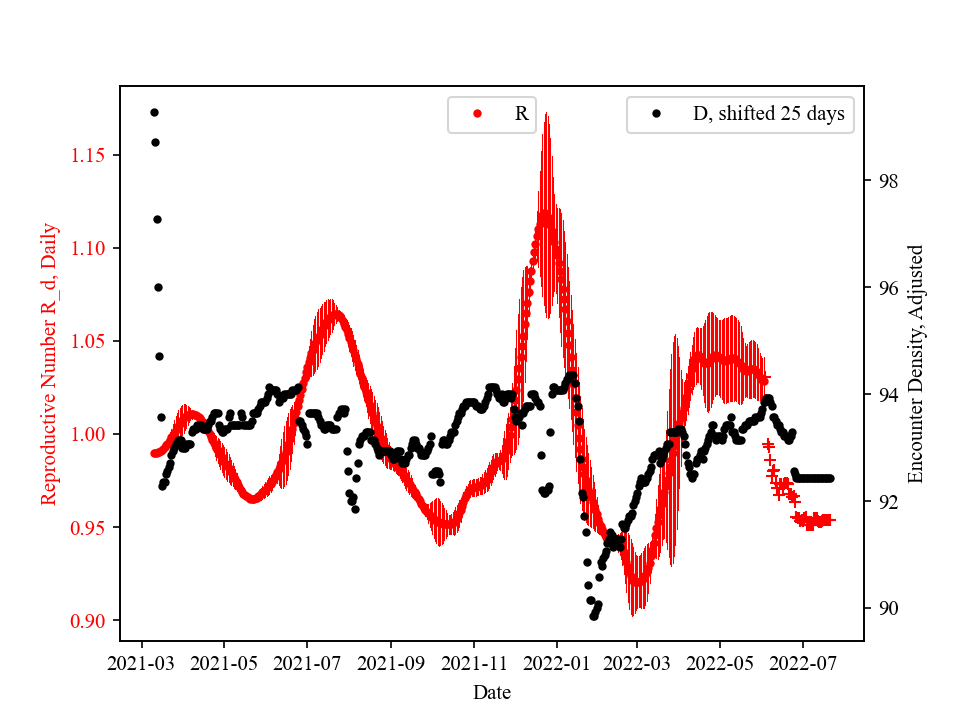 R
D, shifted 25 days
Reproductive Number R_d, Daily
1.15
1.10
1.05
1.00
0.95
0.90
98
96
94
92
90
Encounter Density, Adjusted
2021-03 2021-05 2021-07 2021-09 2021-11 2022-01 2022-03 2022-05 2022-07
Date